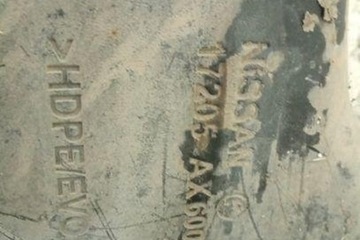 NISSAN (C)
17205 AX600
>HDPE/EVO